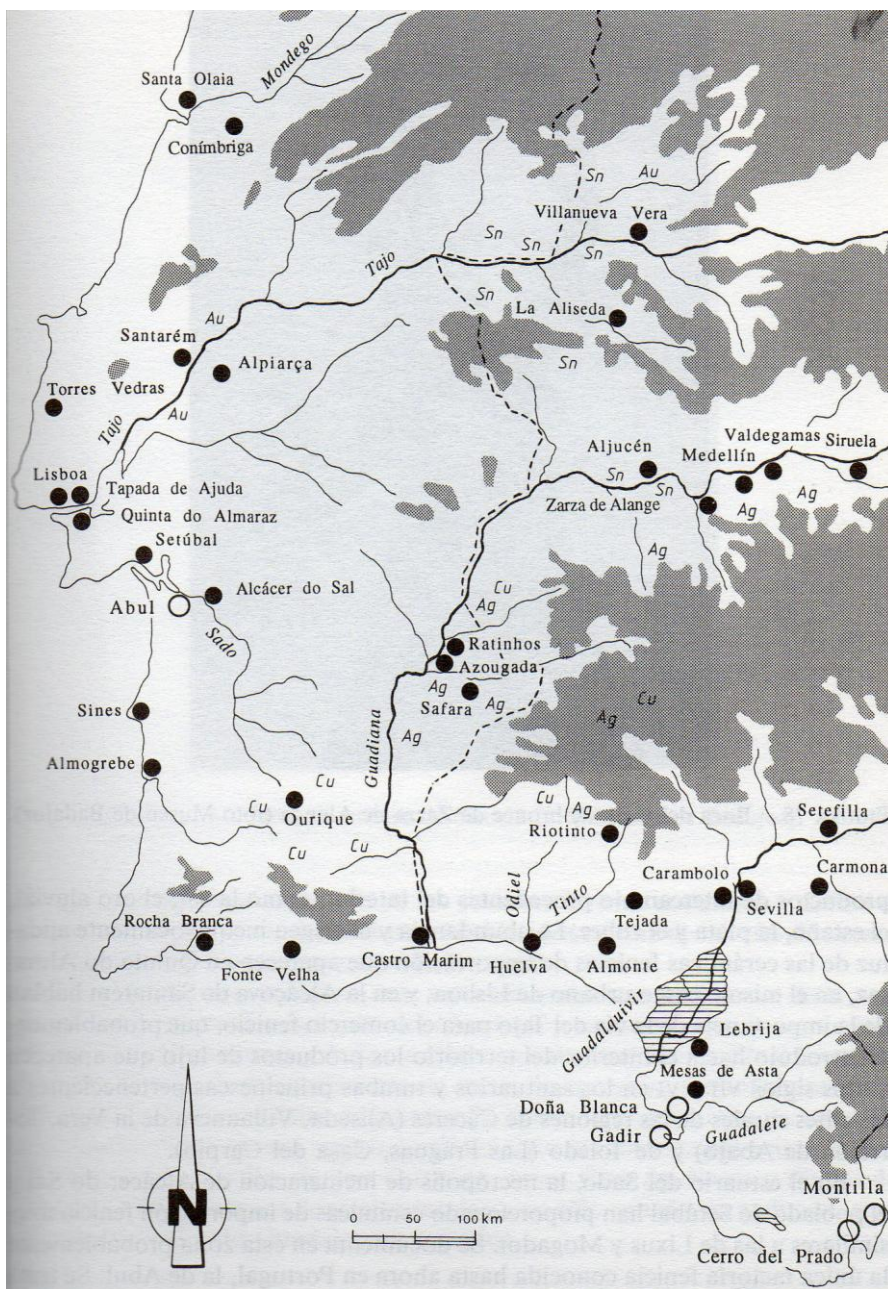 Santa Olaia
Mondego
Conímbriga
Au
Sn
Villanueva Vera
Sn
Sn
Sn
Tajo
Sn
La Aliseda
Santarém
Au
Alpiarça
Sn
Torres Vedras
Tajo
Au
Aljucén
Valdegamas
Siruela
Medellín
Lisboa
Tapada de Ajuda
Sn
Sn
Zarza de Alange
Ag
Ag
Quinta do Almaraz
Setúbal
Ag
Alcácer do Sal
Abul
Cu
Ag
Sado
Ratinhos
Azougada
Ag
Safara
Ag
Cu
Ag
Sines
Guadiana
Ag
Almogrebe
Cu
Cu
Ourique
Cu
Cu
Ag
Riotinto
Setefilla
Carambolo
Carmona
Odiel
Tinto
Tejada
Sevilla
Rocha Branca
Fonte Velha
Castro Marim
Huelva
Almonte
Guadalquivir
Lebrija
Mesas de Asta
Doña Blanca
Gadir
Guadalete
Montilla
N
0 50 100 km
Cerro del Prado